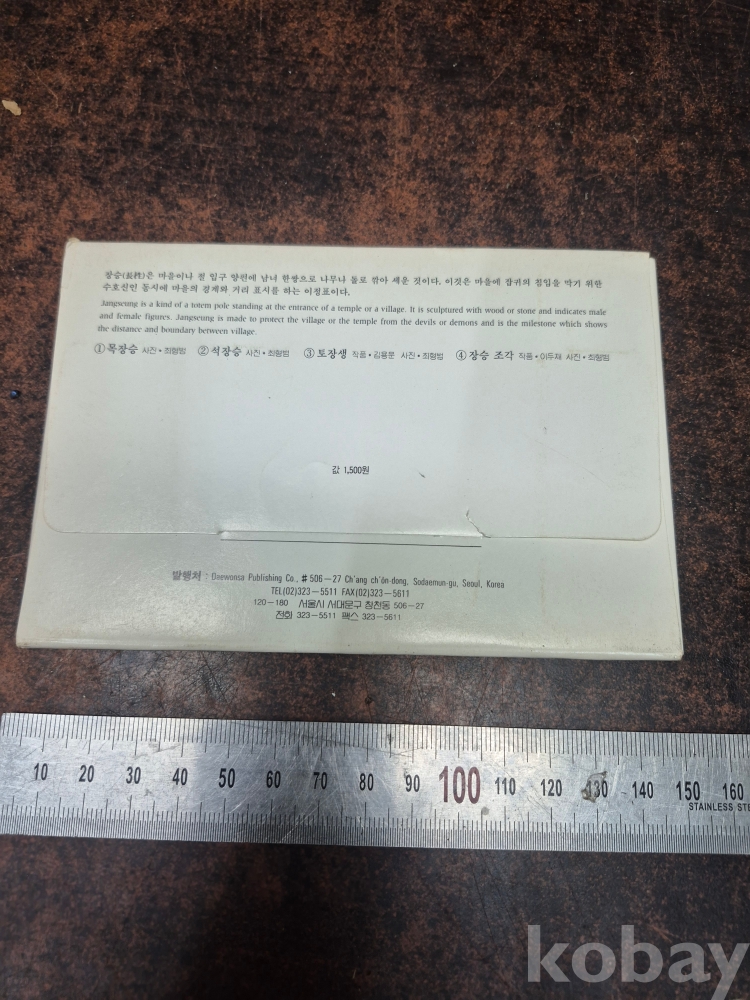 장승(長栍)은 마을이나 절 입구 양편에 남녀 한쌍으로 나무나 돌로 깎아 세운 것이다. 이것은 마을에 잡귀의 침입을 막기 위한
수호신인 동시에 마을의 경계와 거리 표시를 하는 이정표이다.
Jangseung is a kind of a totem pole standing at the entrance of a temple or a village. It is sculptured with wood or stone and indicates male
and female figures. Jangseung is made to protect the village or the temple from the devils or demons and is the milestone which shows
the distance and boundary between village.
①목장승 사진•최형범 ②석장승 사진•최형범 ③토장생 작품•김용문 사진•최형범 ④장승 조각 작품•이두재 사진•최형범
값 1,500원
발행처 : Daewonsa Publishing Co., # 506-27 Ch'ang ch'ŏn-dong, Sodaemun-gu, Seoul, Korea
TEL(02)323-5511 FAX(02)323-5611
120-180 서울시 서대문구 창천동 506-27
전화 323-5511 팩스 323-5611
10 20 30 40 50 60 70 80 90 100 110 120 130 140 150 160
STAINLESS STE
kobay